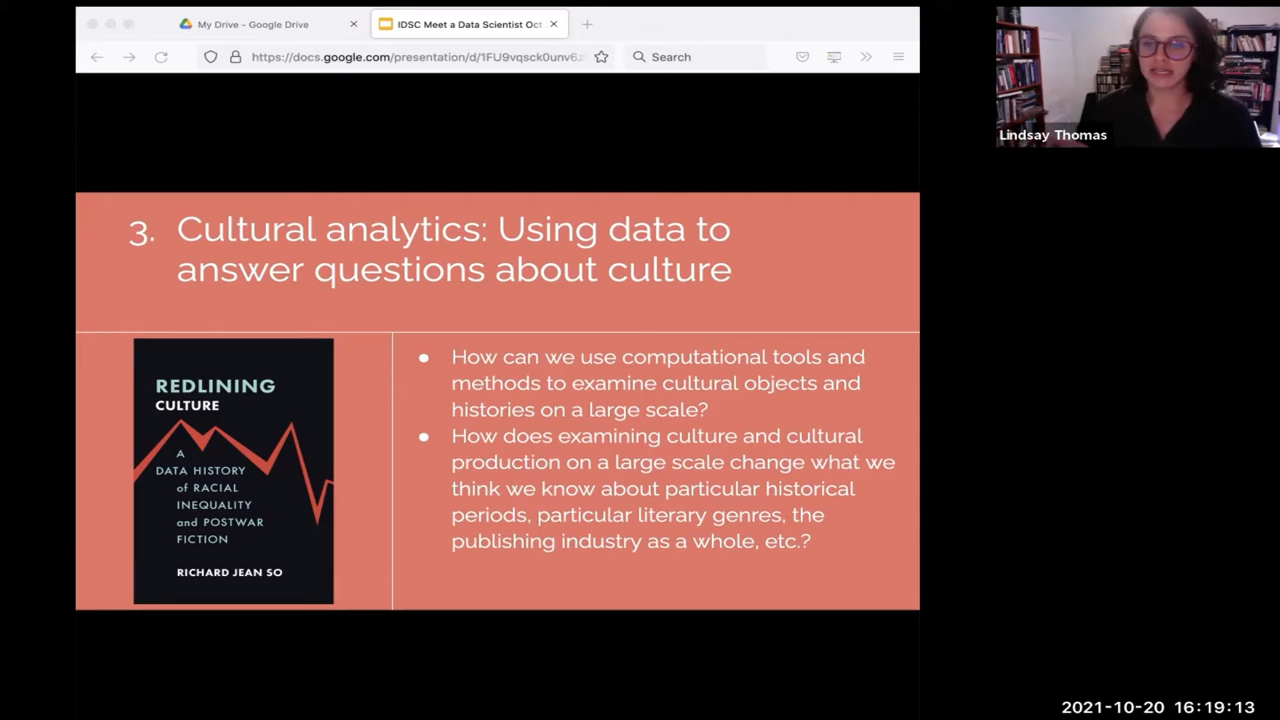 My Drive - Google Drive
IDSC Meet a Data Scientist Oct
https://docs.google.com/presentation/d/1FU9vqsck0unv6
Search
Lindsay Thomas
3. Cultural analytics: Using data to
answer questions about culture
REDLINING
CULTURE
A
DATA HISTORY
of RACIAL
INEQUALITY
and POSTWAR
FICTION
RICHARD JEAN SO
How can we use computational tools and
methods to examine cultural objects and
histories on a large scale?
How does examining culture and cultural
production on a large scale change what we
think we know about particular historical
periods, particular literary genres, the
publishing industry as a whole, etc.?
2021-10-20 16:19:13